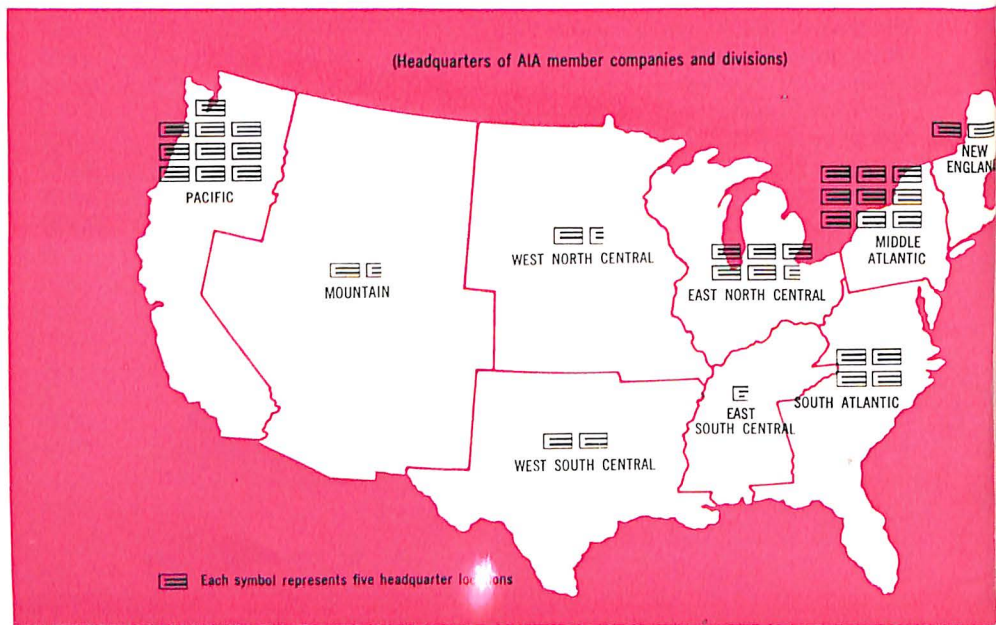 (Headquarters of AIA member companies and divisions)
NEW
ENGLAN
PACIFIC
MIDDLE
ATLANTIC
WEST NORTH CENTRAL
MOUNTAIN
EAST NORTH CENTRAL
EAST
SOUTH CENTRAL
SOUTH ATLANTIC
WEST SOUTH CENTRAL
Each symbol represents five headquarter